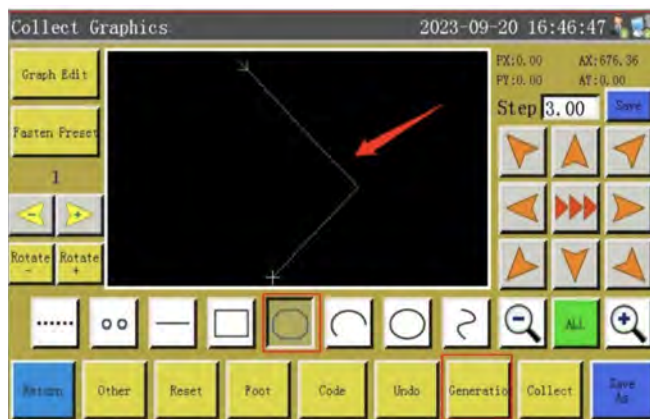 Collect Graphics 2023-09-20 16:46:47
Graph Edit
PX:0.00 AX:676.36
PY:0.00 AY:0.00
Step 3.00 Save
Fasten Preset
1
- +
Rotate - Rotate +
ALL
Return Other Reset Foot Code Undo Generatio Collect Save As